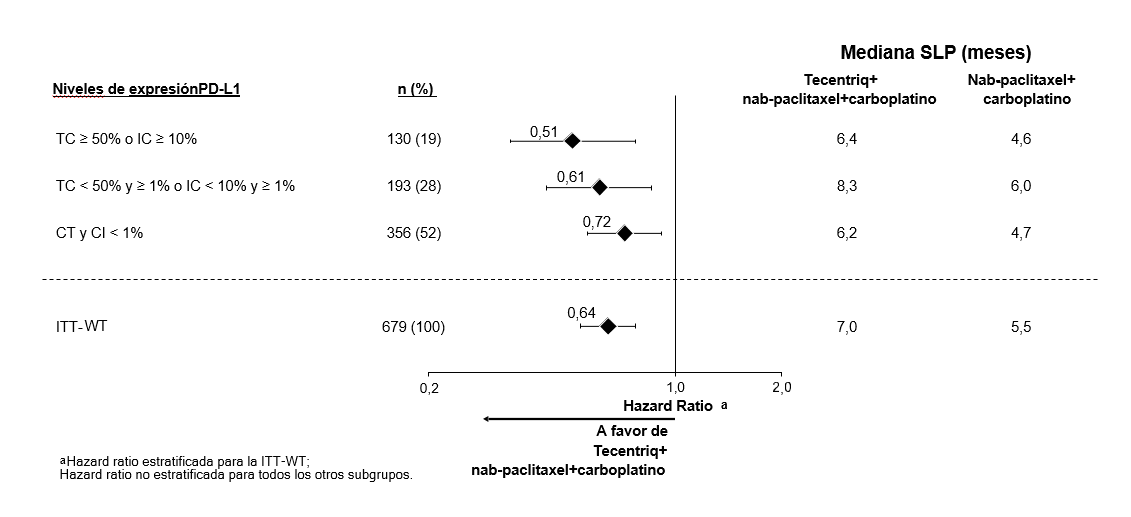 Mediana SLP (meses)
Niveles de expresiónPD-L1 n (%) Tecentriq+ nab-paclitaxel+carboplatino Nab-paclitaxel+ carboplatino
TC ≥ 50% o IC ≥ 10% 130 (19) 0,51 6,4 4,6
TC < 50% y ≥ 1% o IC < 10% y ≥ 1% 193 (28) 0,61 8,3 6,0
CT y CI < 1% 356 (52) 0,72 6,2 4,7
ITT-WT 679 (100) 0,64 7,0 5,5
0,2 1,0 2,0
Hazard Ratio a
A favor de
Tecentriq+
nab-paclitaxel+carboplatino
aHazard ratio estratificada para la ITT-WT;
Hazard ratio no estratificada para todos los otros subgrupos.